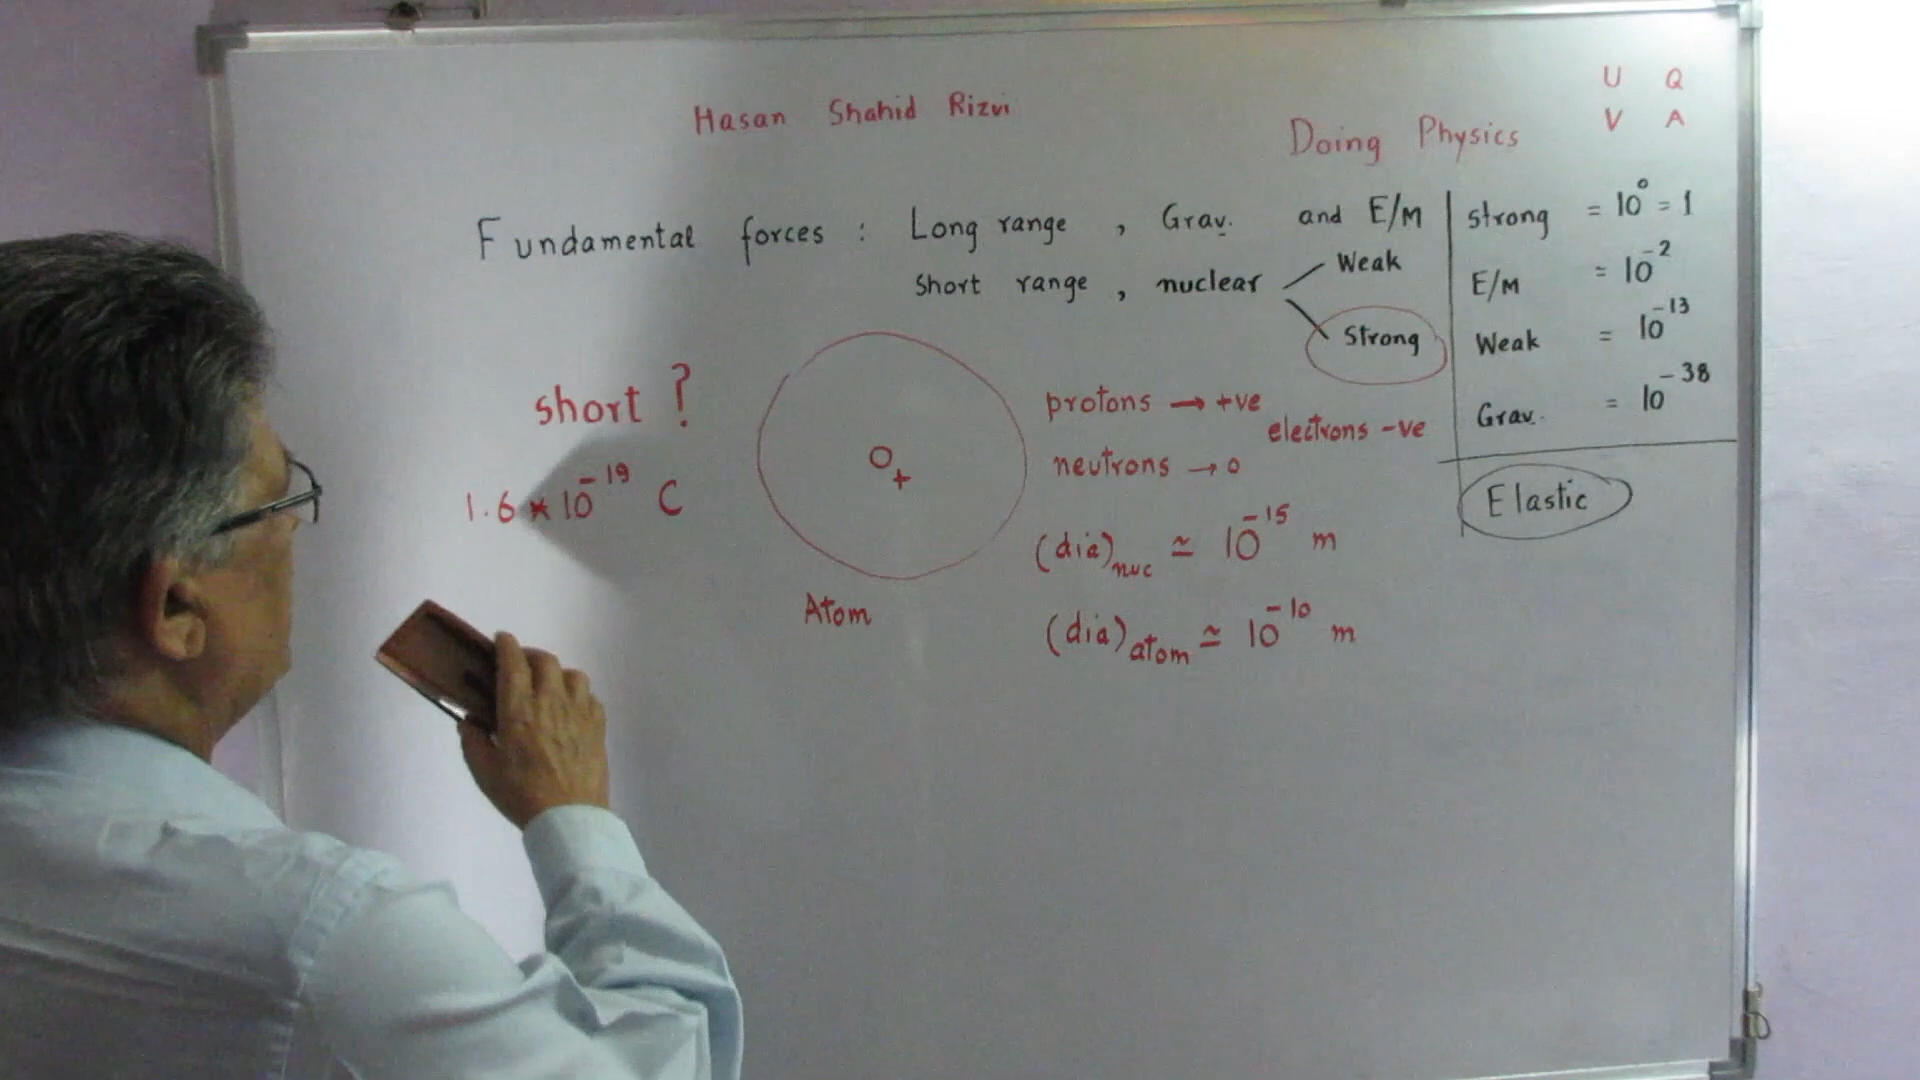 U Q
Hasan Shahid Rizvi
Doing Physics
V A
Fundamental forces : Long range , Grav. and E/M
Short range , nuclear
Weak
Strong
strong = 10⁰ = 1
E/M = 10⁻²
Weak = 10⁻¹³
Grav. = 10⁻³⁸
Elastic
short ?
1.6 × 10⁻¹⁹ C
O
+
Atom
protons → +ve
electrons -ve
neutrons → 0
(dia)nuc ≃ 10⁻¹⁵ m
(dia)atom ≃ 10⁻¹⁰ m